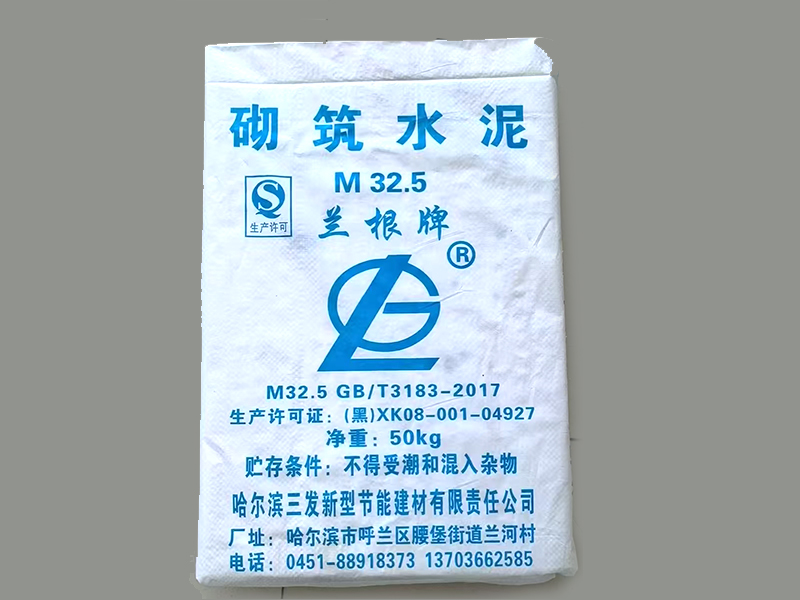 砌筑水泥
M 32.5
生产许可
兰根牌
®
LG
M32.5 GB/T3183-2017
生产许可证：(黑)XK08-001-04927
净重：50kg
贮存条件：不得受潮和混入杂物
哈尔滨三发新型节能建材有限责任公司
厂址：哈尔滨市呼兰区腰堡街道兰河村
电话：0451-88918373 13703662585